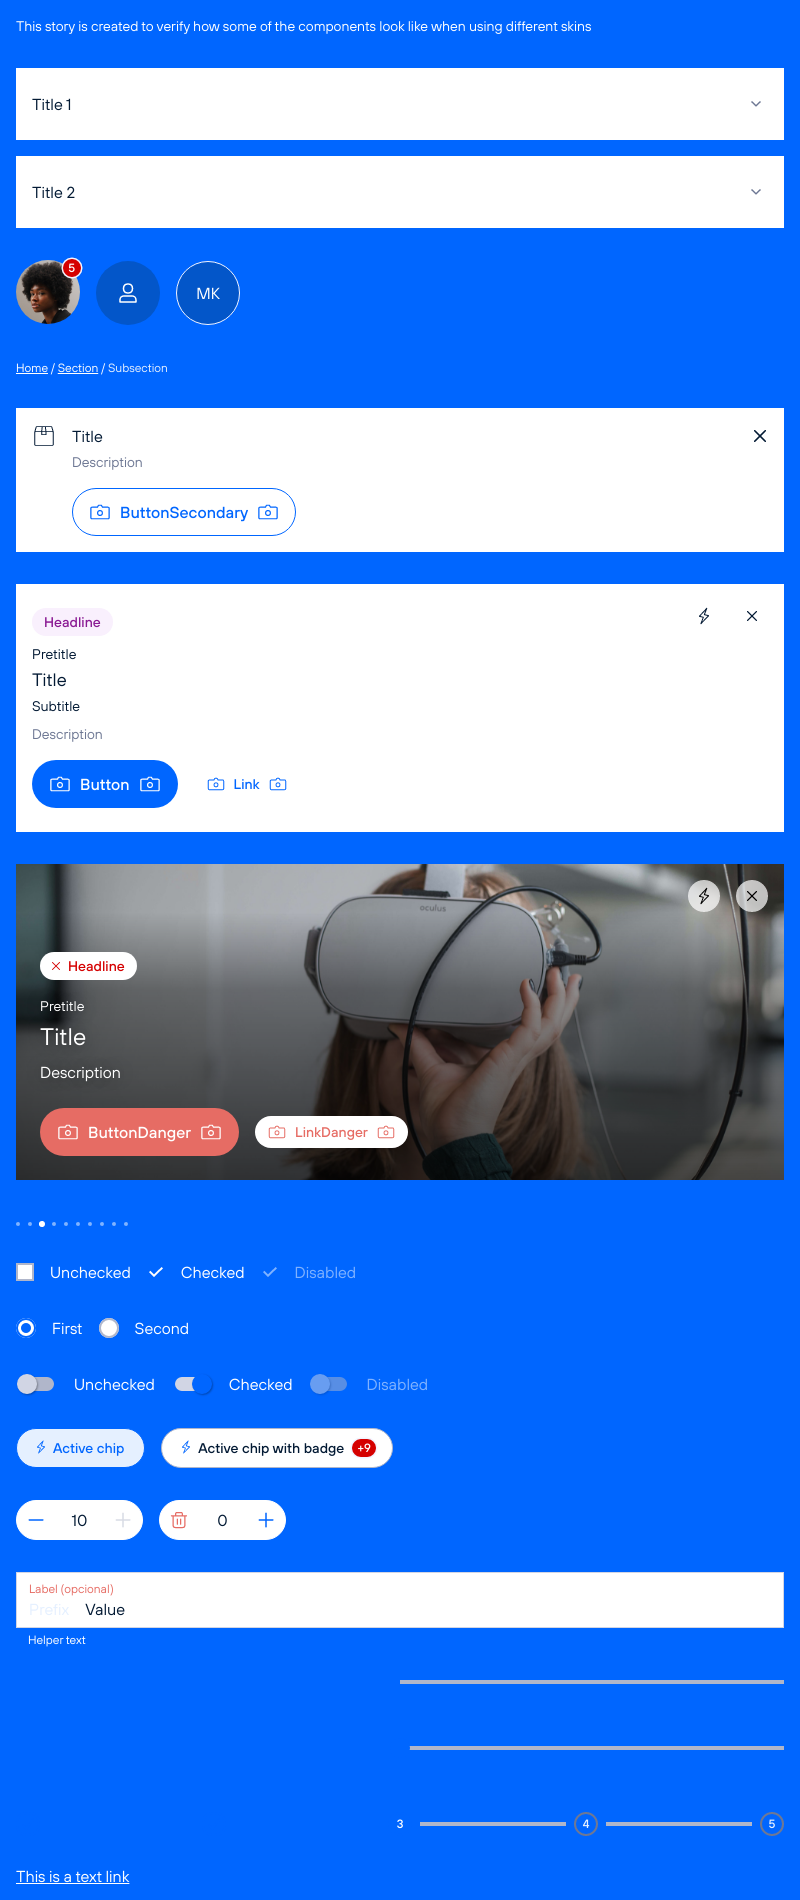 This story is created to verify how some of the components look like when using different skins
Title 1
Title 2
5
MK
Home / Section / Subsection
Title
Description
ButtonSecondary
Headline
Pretitle
Title
Subtitle
Description
Button Link
oculus
Headline
Pretitle
Title
Description
ButtonDanger LinkDanger
Unchecked Checked Disabled
First Second
Unchecked Checked Disabled
Active chip Active chip with badge +9
10 0
Label (opcional)
Prefix Value
Helper text
3 4 5
This is a text link